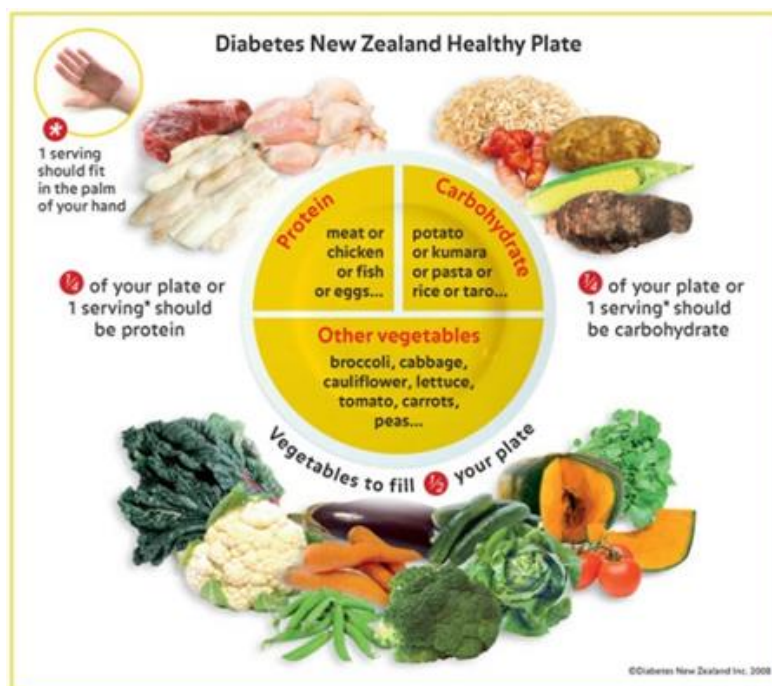 Diabetes New Zealand Healthy Plate
*
1 serving
should fit
in the palm
of your hand
Protein
meat or
chicken
or fish
or eggs...
Carbohydrate
potato
or kumara
or pasta or
rice or taro...
1/4 of your plate or
1 serving* should
be protein
1/4 of your plate or
1 serving* should
be carbohydrate
Other vegetables
broccoli, cabbage,
cauliflower, lettuce,
tomato, carrots,
peas...
Vegetables to fill 1/2 your plate
©Diabetes New Zealand Inc. 2008